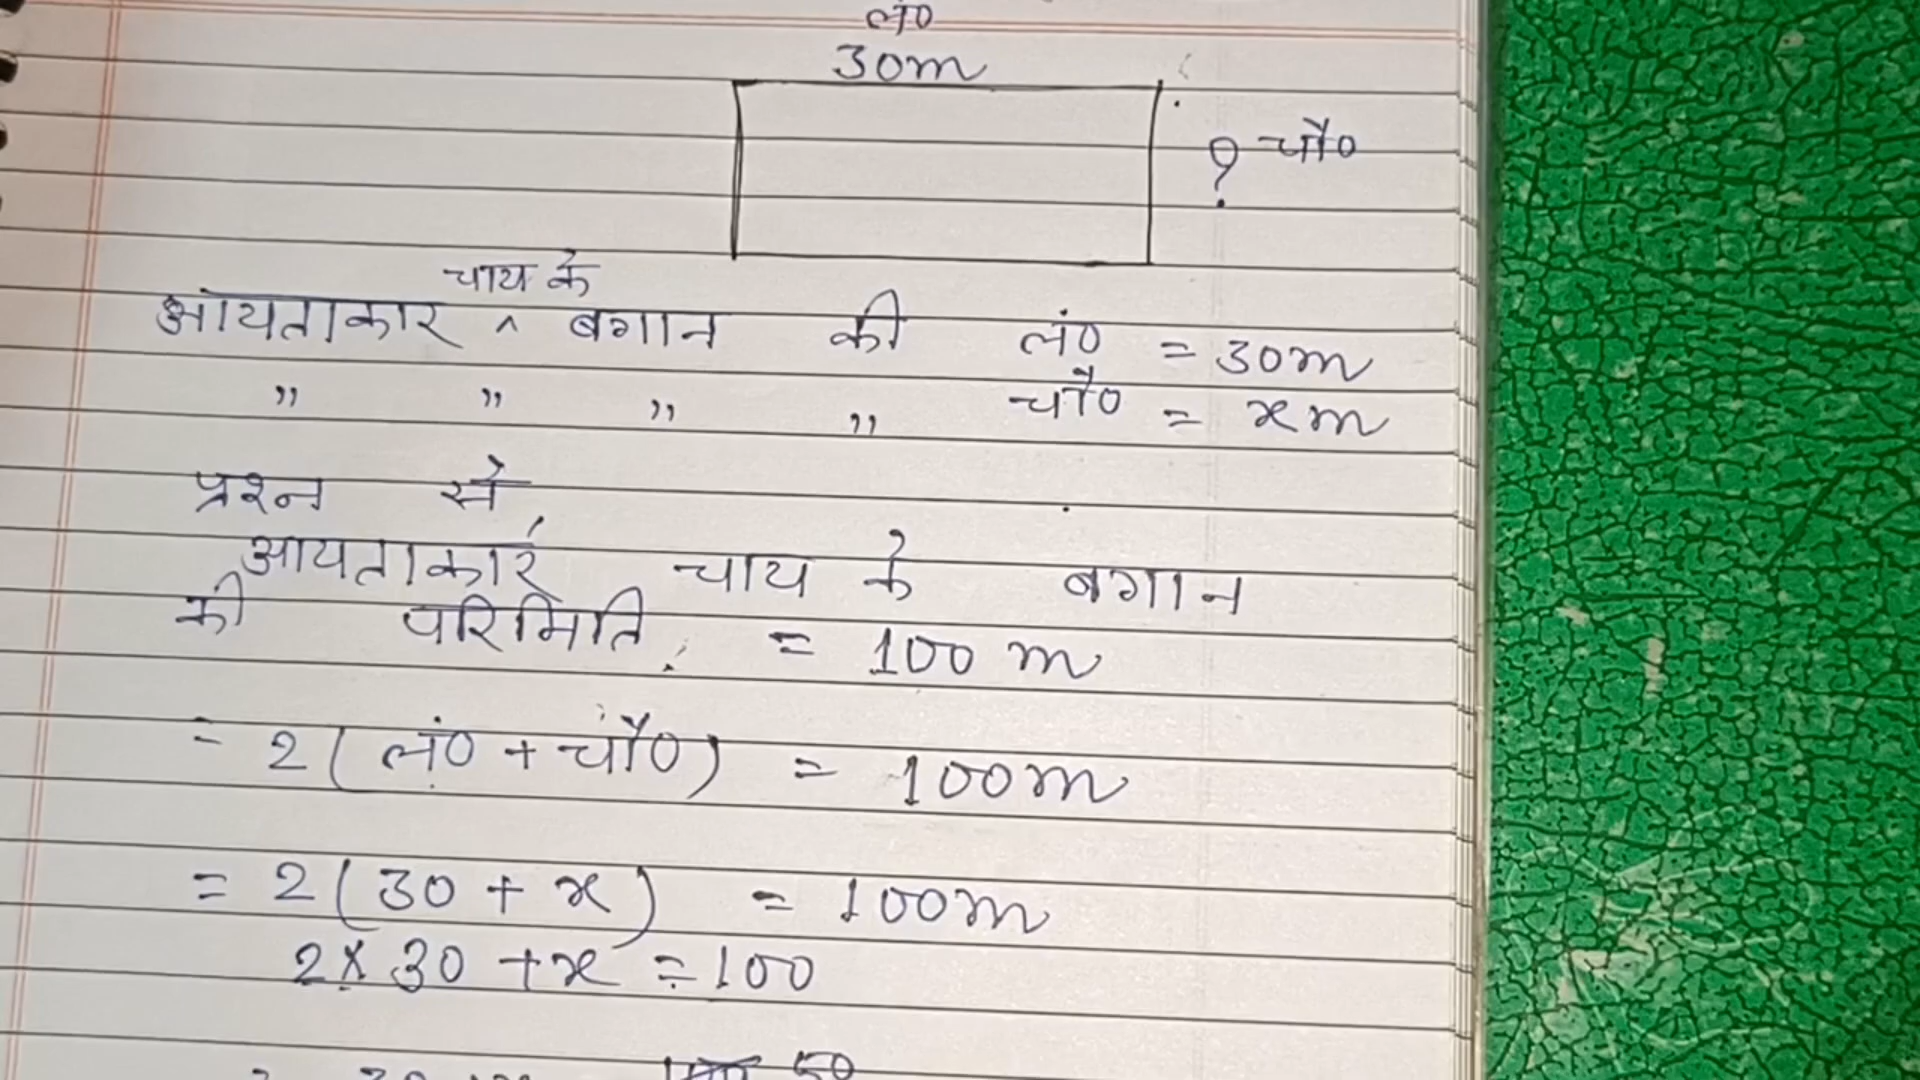 लं०
30m
? चौ०
चाय के
आयताकार ^ बगान की लं० = 30m
" " " " चौ० = xm
प्रश्न से,
आयताकार चाय के बगान
की परिमिति = 100 m
= 2 ( लं० + चौ० ) = 100m
= 2 ( 30 + x ) = 100m
2 x 30 + x = 100
50